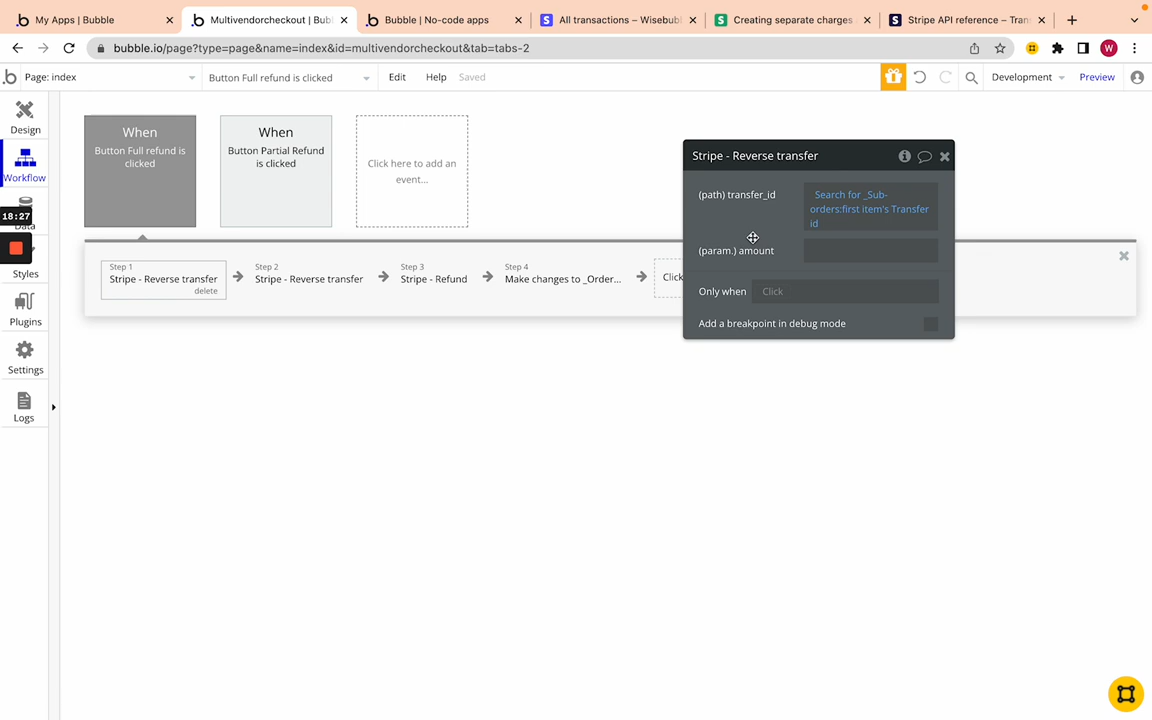 My Apps | Bubble
Multivendorcheckout | Bubl
Bubble | No-code apps
All transactions – Wisebubbl
Creating separate charges a
Stripe API reference – Trans
bubble.io/page?type=page&name=index&id=multivendorcheckout&tab=tabs-2
W
Page: index
Button Full refund is clicked
Edit
Help
Saved
Development
Preview
Design
Workflow
18:27
Data
Styles
Plugins
Settings
Logs
When
Button Full refund is
clicked
When
Button Partial Refund
is clicked
Click here to add an
event...
Step 1
Stripe - Reverse transfer
delete
Step 2
Stripe - Reverse transfer
Step 3
Stripe - Refund
Step 4
Make changes to _Order...
Click
Stripe - Reverse transfer
(path) transfer_id
Search for _Sub-
orders:first item's Transfer
id
(param.) amount
Only when
Click
Add a breakpoint in debug mode